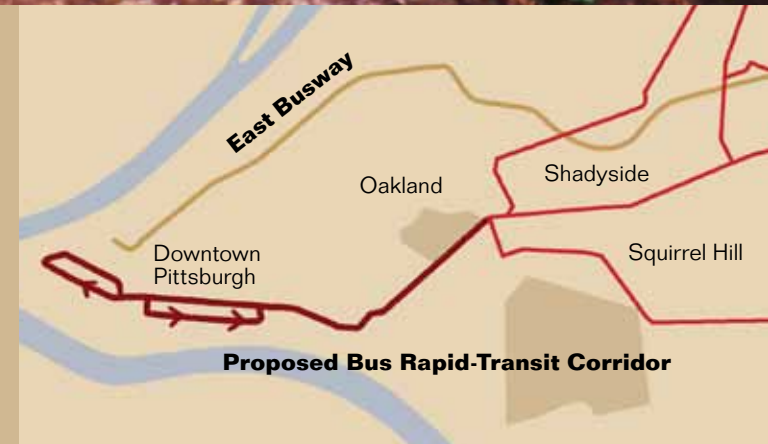 East Busway
Oakland
Shadyside
Downtown
Pittsburgh
Squirrel Hill
Proposed Bus Rapid-Transit Corridor